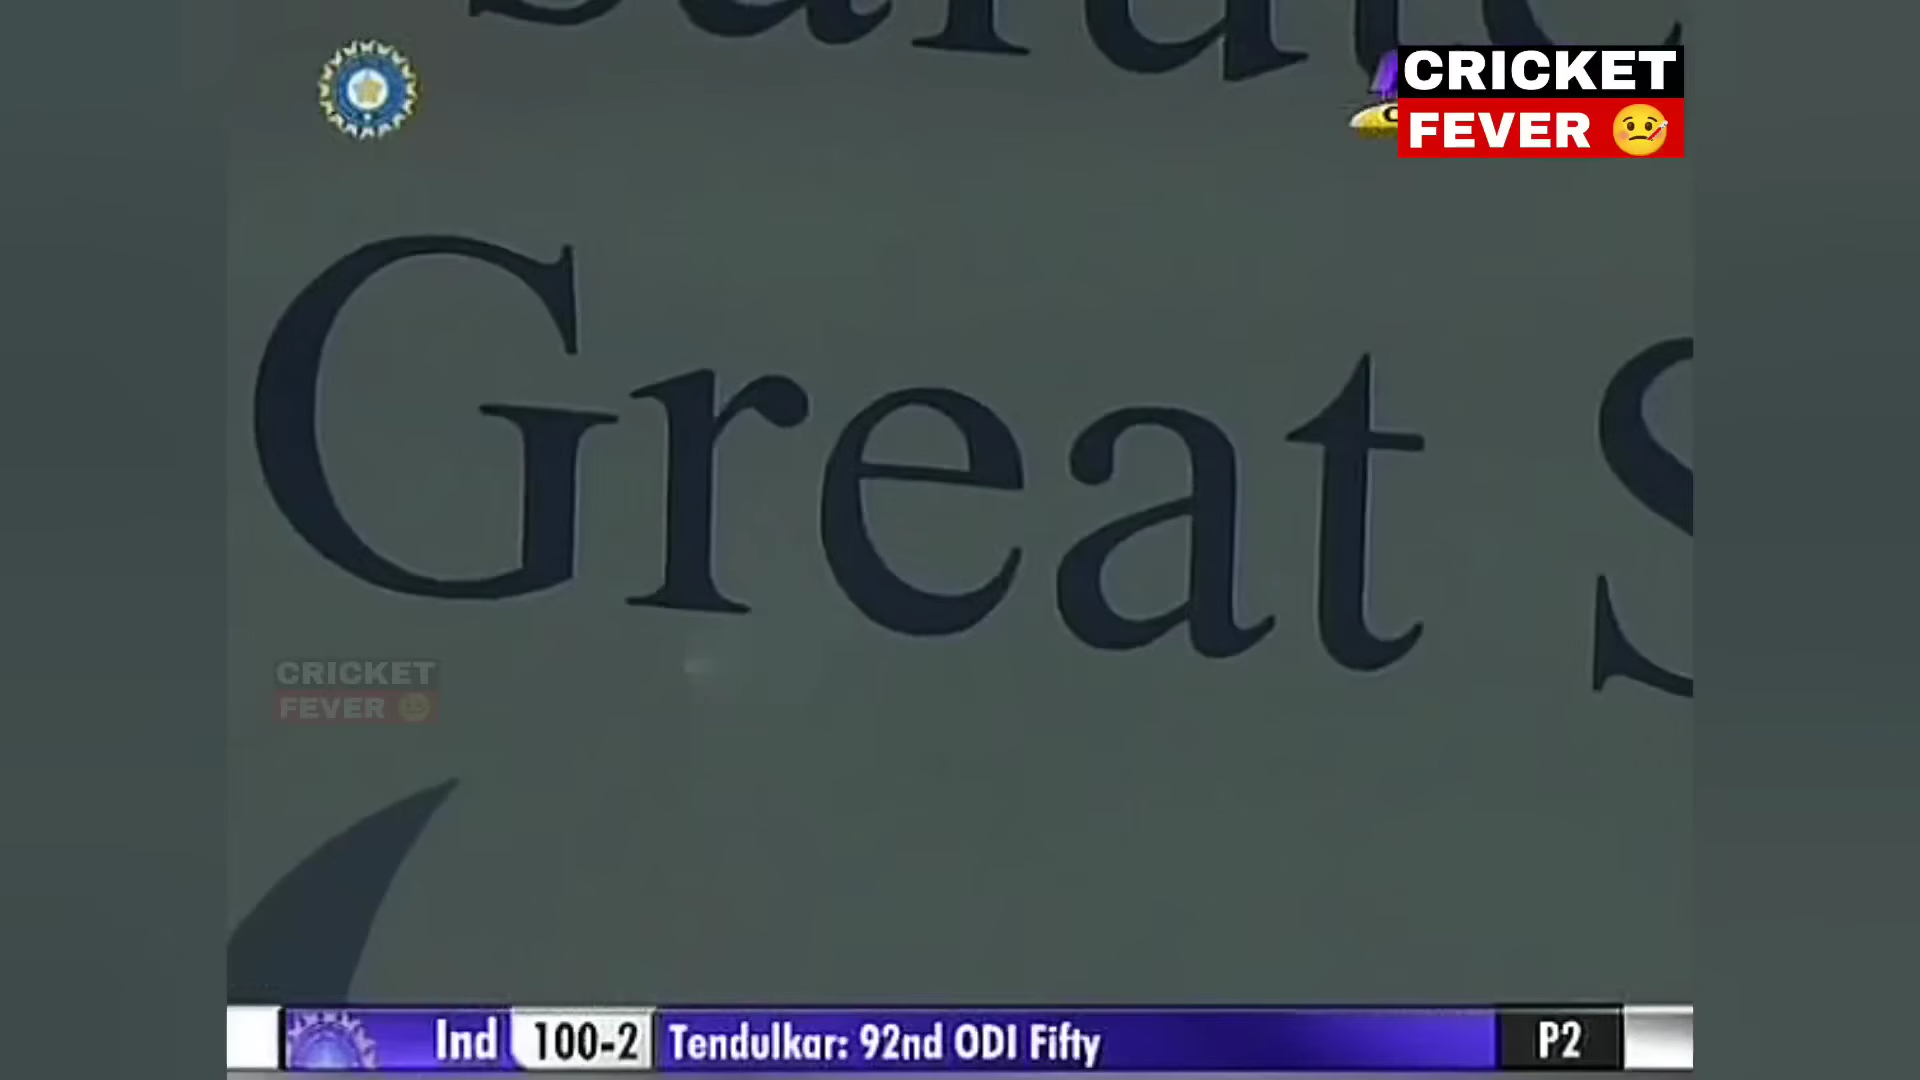 CRICKET
FEVER
Great S
CRICKET
FEVER
Ind 100-2 Tendulkar: 92nd ODI Fifty P2